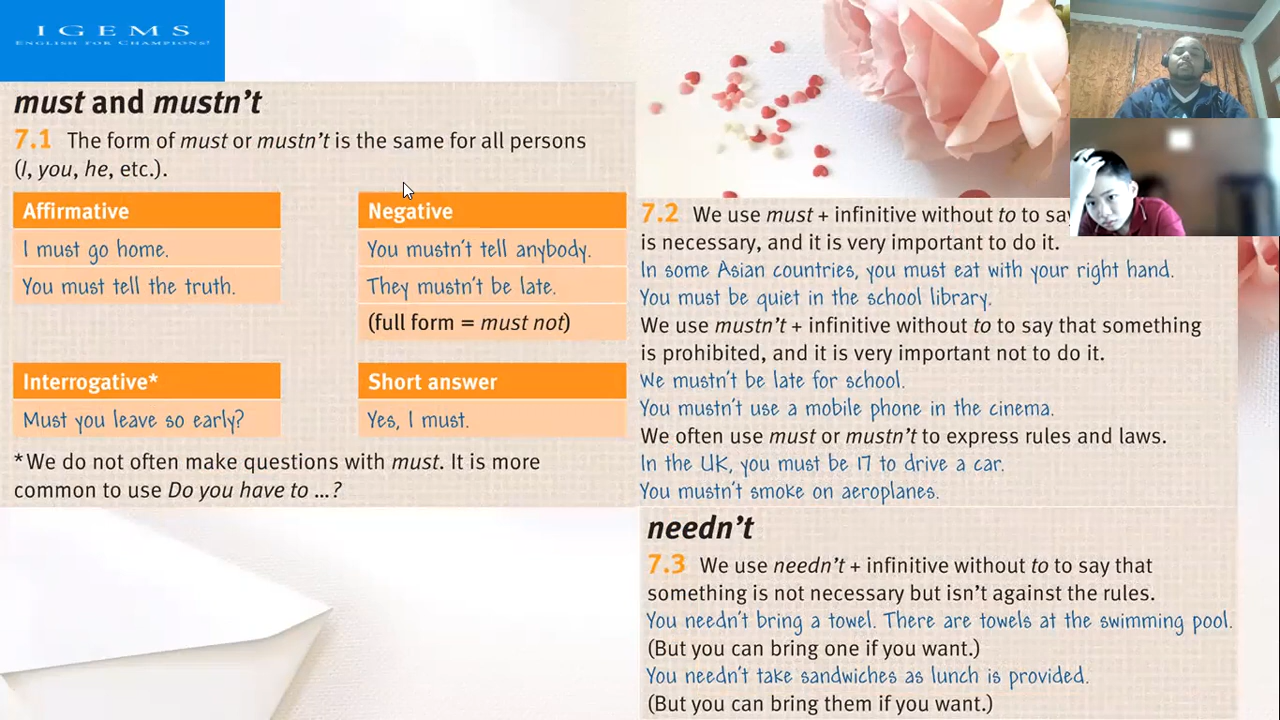 IGEMS
ENGLISH FOR CHAMPIONS!
must and mustn't
7.1 The form of must or mustn't is the same for all persons
(I, you, he, etc.).
Affirmative
I must go home.
You must tell the truth.
Negative
You mustn't tell anybody.
They mustn't be late.
(full form = must not)
Interrogative*
Must you leave so early?
Short answer
Yes, I must.
*We do not often make questions with must. It is more
common to use Do you have to ...?
7.2 We use must + infinitive without to to say
is necessary, and it is very important to do it.
In some Asian countries, you must eat with your right hand.
You must be quiet in the school library.
We use mustn't + infinitive without to to say that something
is prohibited, and it is very important not to do it.
We mustn't be late for school.
You mustn't use a mobile phone in the cinema.
We often use must or mustn't to express rules and laws.
In the UK, you must be 17 to drive a car.
You mustn't smoke on aeroplanes.
needn't
7.3 We use needn't + infinitive without to to say that
something is not necessary but isn't against the rules.
You needn't bring a towel. There are towels at the swimming pool.
(But you can bring one if you want.)
You needn't take sandwiches as lunch is provided.
(But you can bring them if you want.)